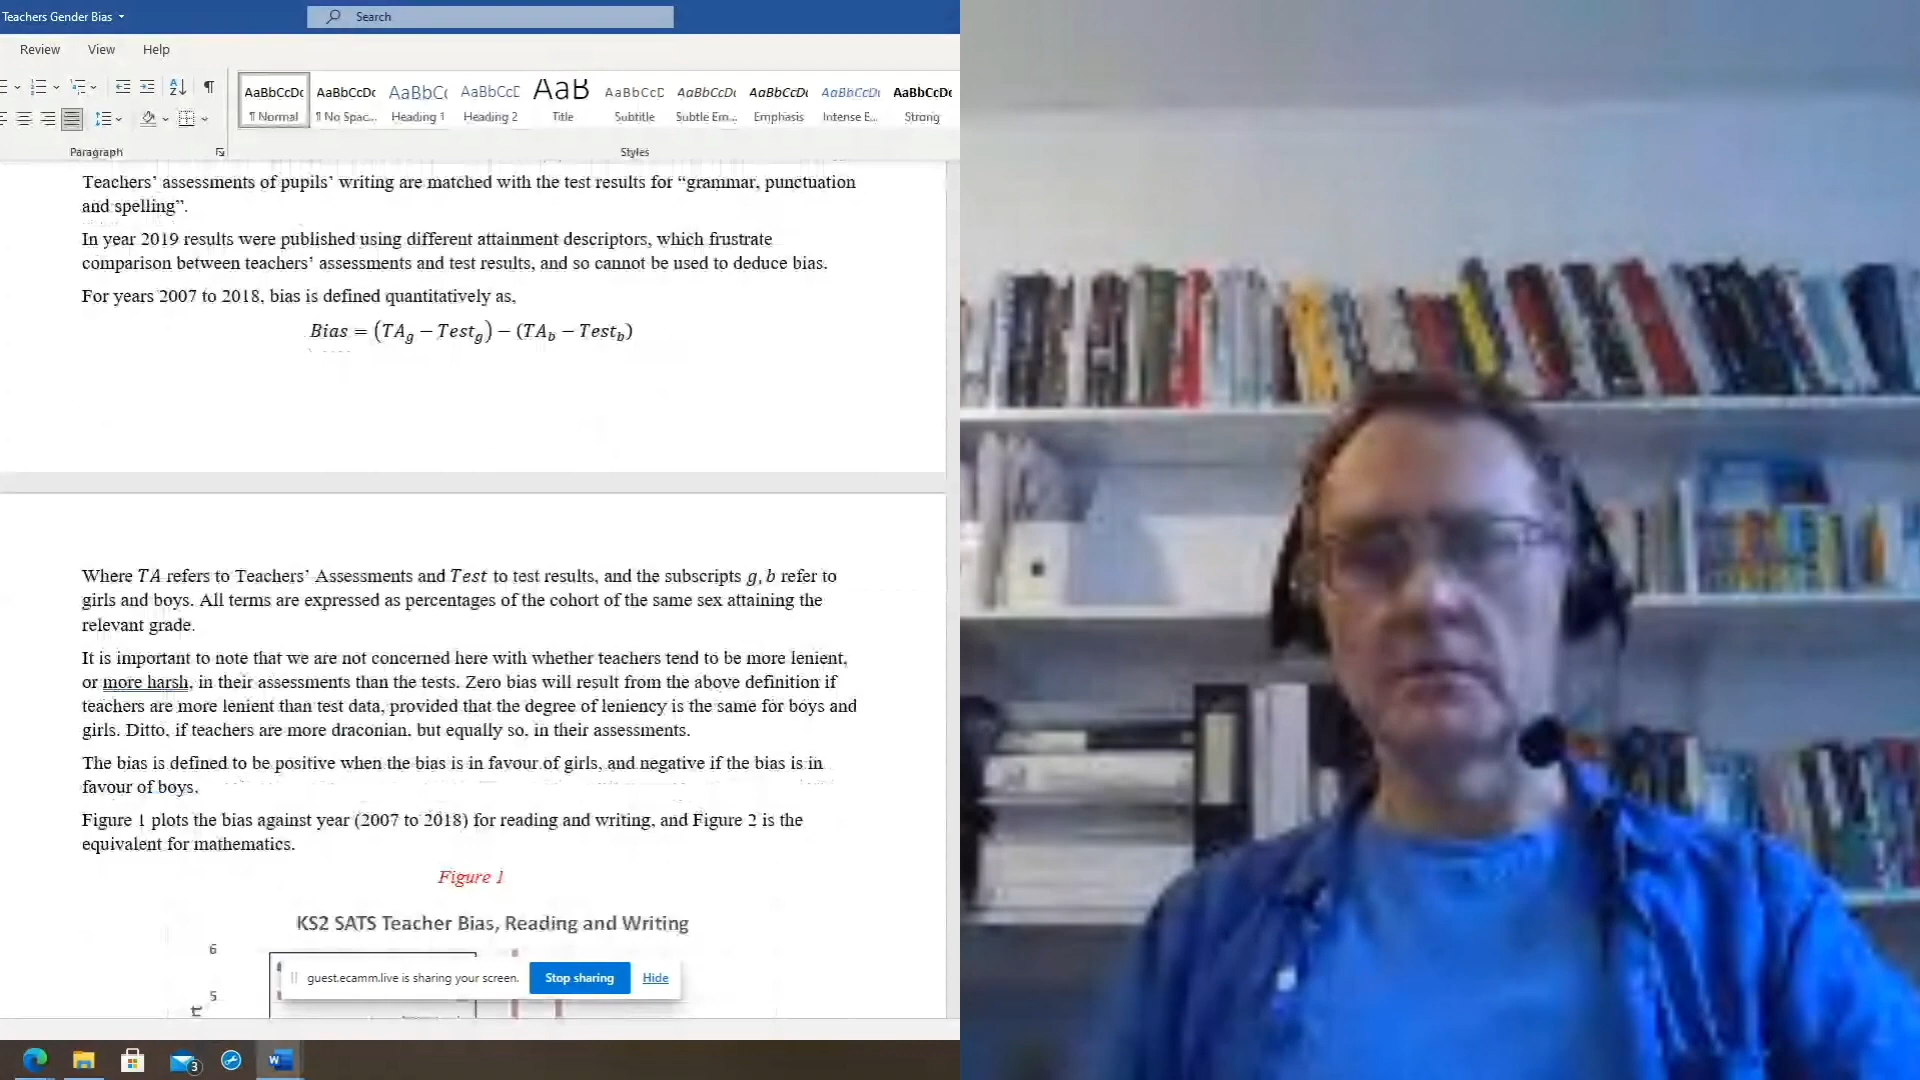 Teachers Gender Bias
Search
Review View Help
AaBbCcDc AaBbCcDc AaBbC( AaBbCcD AaB AaBbCcD AaBbCcDc AaBbCcDc AaBbCcDc AaBbCcDc
¶ Normal ¶ No Spac... Heading 1 Heading 2 Title Subtitle Subtle Em... Emphasis Intense E... Strong
Paragraph Styles
Teachers’ assessments of pupils’ writing are matched with the test results for “grammar, punctuation
and spelling”.
In year 2019 results were published using different attainment descriptors, which frustrate
comparison between teachers’ assessments and test results, and so cannot be used to deduce bias.
For years 2007 to 2018, bias is defined quantitatively as,
Bias = (TA_g − Test_g) − (TA_b − Test_b)
Where TA refers to Teachers’ Assessments and Test to test results, and the subscripts g, b refer to
girls and boys. All terms are expressed as percentages of the cohort of the same sex attaining the
relevant grade.
It is important to note that we are not concerned here with whether teachers tend to be more lenient,
or more harsh, in their assessments than the tests. Zero bias will result from the above definition if
teachers are more lenient than test data, provided that the degree of leniency is the same for boys and
girls. Ditto, if teachers are more draconian, but equally so, in their assessments.
The bias is defined to be positive when the bias is in favour of girls, and negative if the bias is in
favour of boys.
Figure 1 plots the bias against year (2007 to 2018) for reading and writing, and Figure 2 is the
equivalent for mathematics.
Figure 1
KS2 SATS Teacher Bias, Reading and Writing
6
5
guest.ecamm.live is sharing your screen. Stop sharing Hide
3